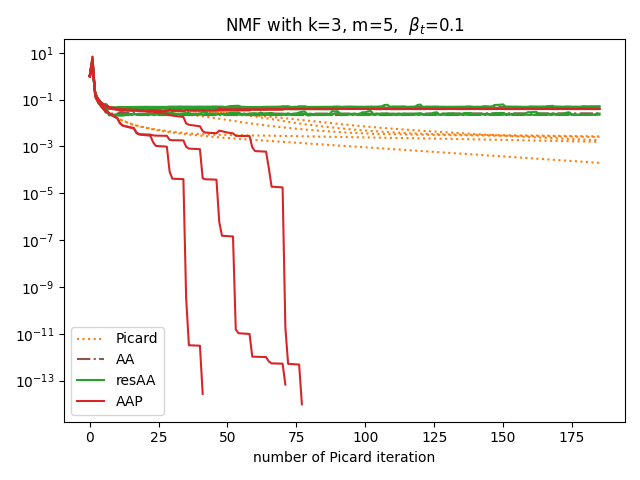 NMF with k=3, m=5, βt=0.1
10^1
10^-1
10^-3
10^-5
10^-7
10^-9
10^-11
10^-13
Picard
AA
resAA
AAP
0 25 50 75 100 125 150 175
number of Picard iteration